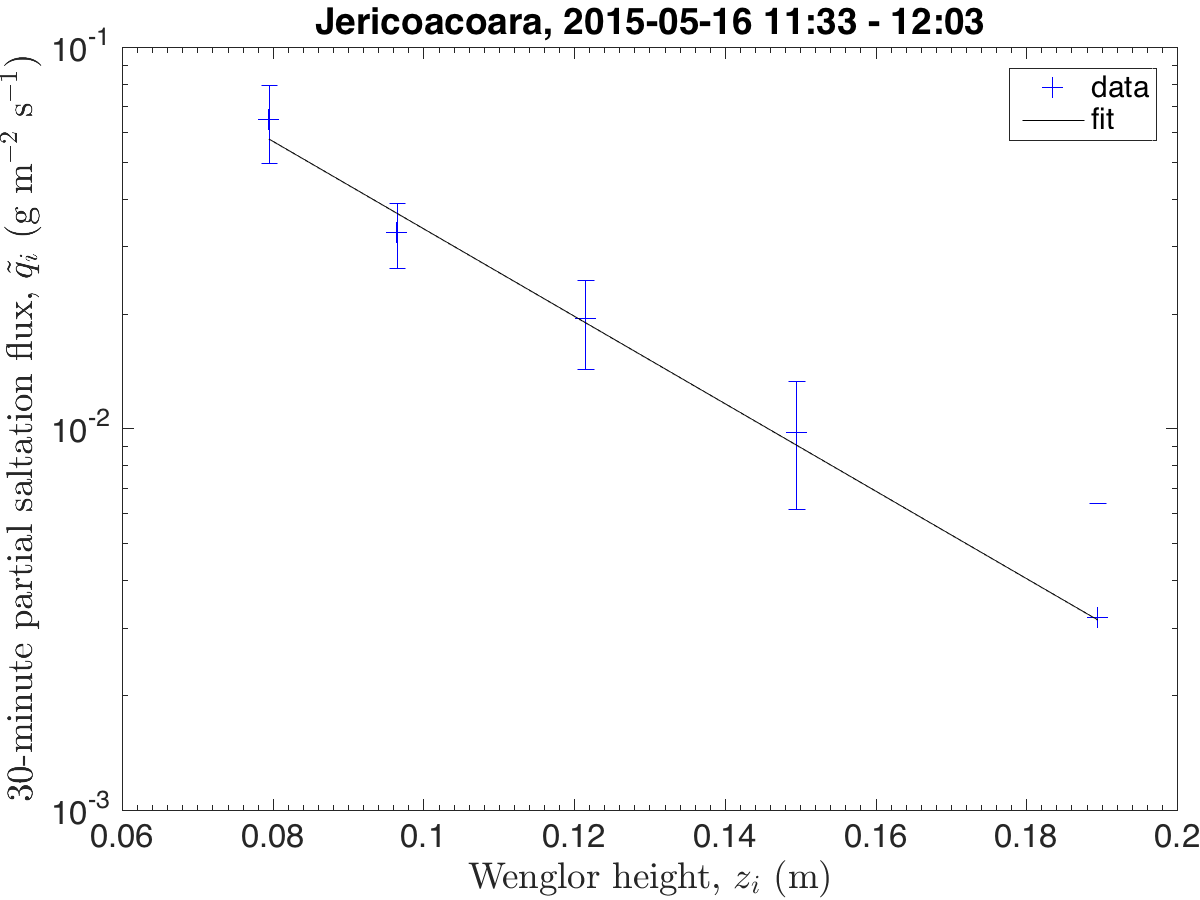 Jericoacoara, 2015-05-16 11:33 - 12:03
30-minute partial saltation flux, q̃ᵢ (g m⁻² s⁻¹)
10⁻¹
10⁻²
10⁻³
data
fit
0.06 0.08 0.1 0.12 0.14 0.16 0.18 0.2
Wenglor height, zᵢ (m)